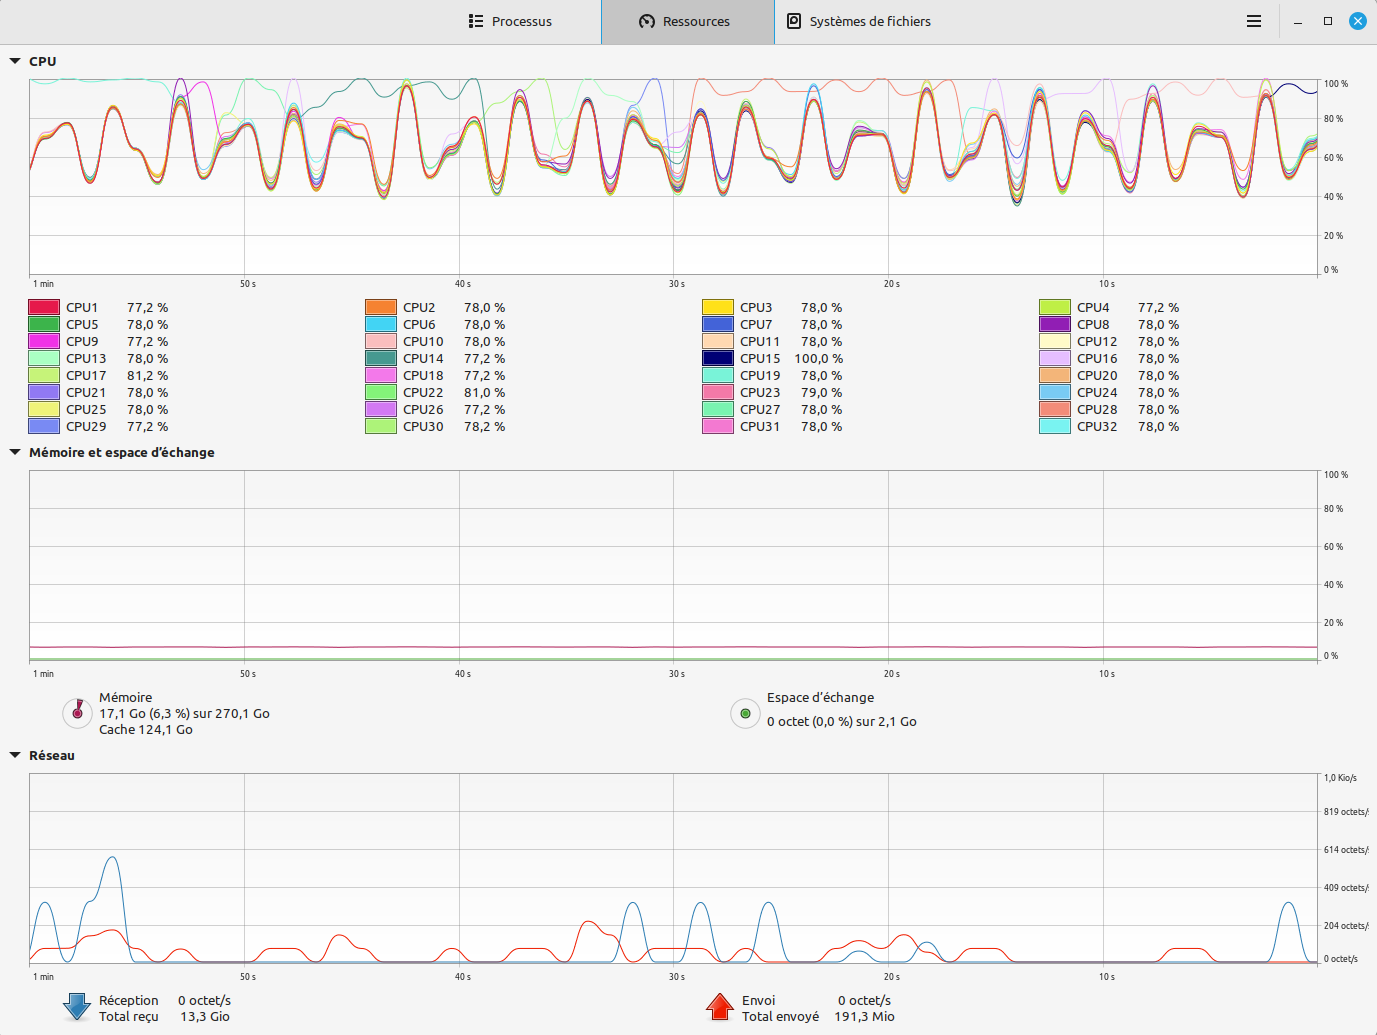 Processus Ressources Systèmes de fichiers
CPU
100 %
80 %
60 %
40 %
20 %
0 %
1 min 50 s 40 s 30 s 20 s 10 s
CPU1 77,2 % CPU2 78,0 % CPU3 78,0 % CPU4 77,2 %
CPU5 78,0 % CPU6 78,0 % CPU7 78,0 % CPU8 78,0 %
CPU9 77,2 % CPU10 78,0 % CPU11 78,0 % CPU12 78,0 %
CPU13 78,0 % CPU14 77,2 % CPU15 100,0 % CPU16 78,0 %
CPU17 81,2 % CPU18 77,2 % CPU19 78,0 % CPU20 78,0 %
CPU21 78,0 % CPU22 81,0 % CPU23 79,0 % CPU24 78,0 %
CPU25 78,0 % CPU26 77,2 % CPU27 78,0 % CPU28 78,0 %
CPU29 77,2 % CPU30 78,2 % CPU31 78,0 % CPU32 78,0 %
Mémoire et espace d’échange
100 %
80 %
60 %
40 %
20 %
0 %
1 min 50 s 40 s 30 s 20 s 10 s
Mémoire
17,1 Go (6,3 %) sur 270,1 Go
Cache 124,1 Go
Espace d’échange
0 octet (0,0 %) sur 2,1 Go
Réseau
1,0 Kio/s
819 octets/s
614 octets/s
409 octets/s
204 octets/s
0 octet/s
1 min 50 s 40 s 30 s 20 s 10 s
Réception 0 octet/s
Total reçu 13,3 Gio
Envoi 0 octet/s
Total envoyé 191,3 Mio